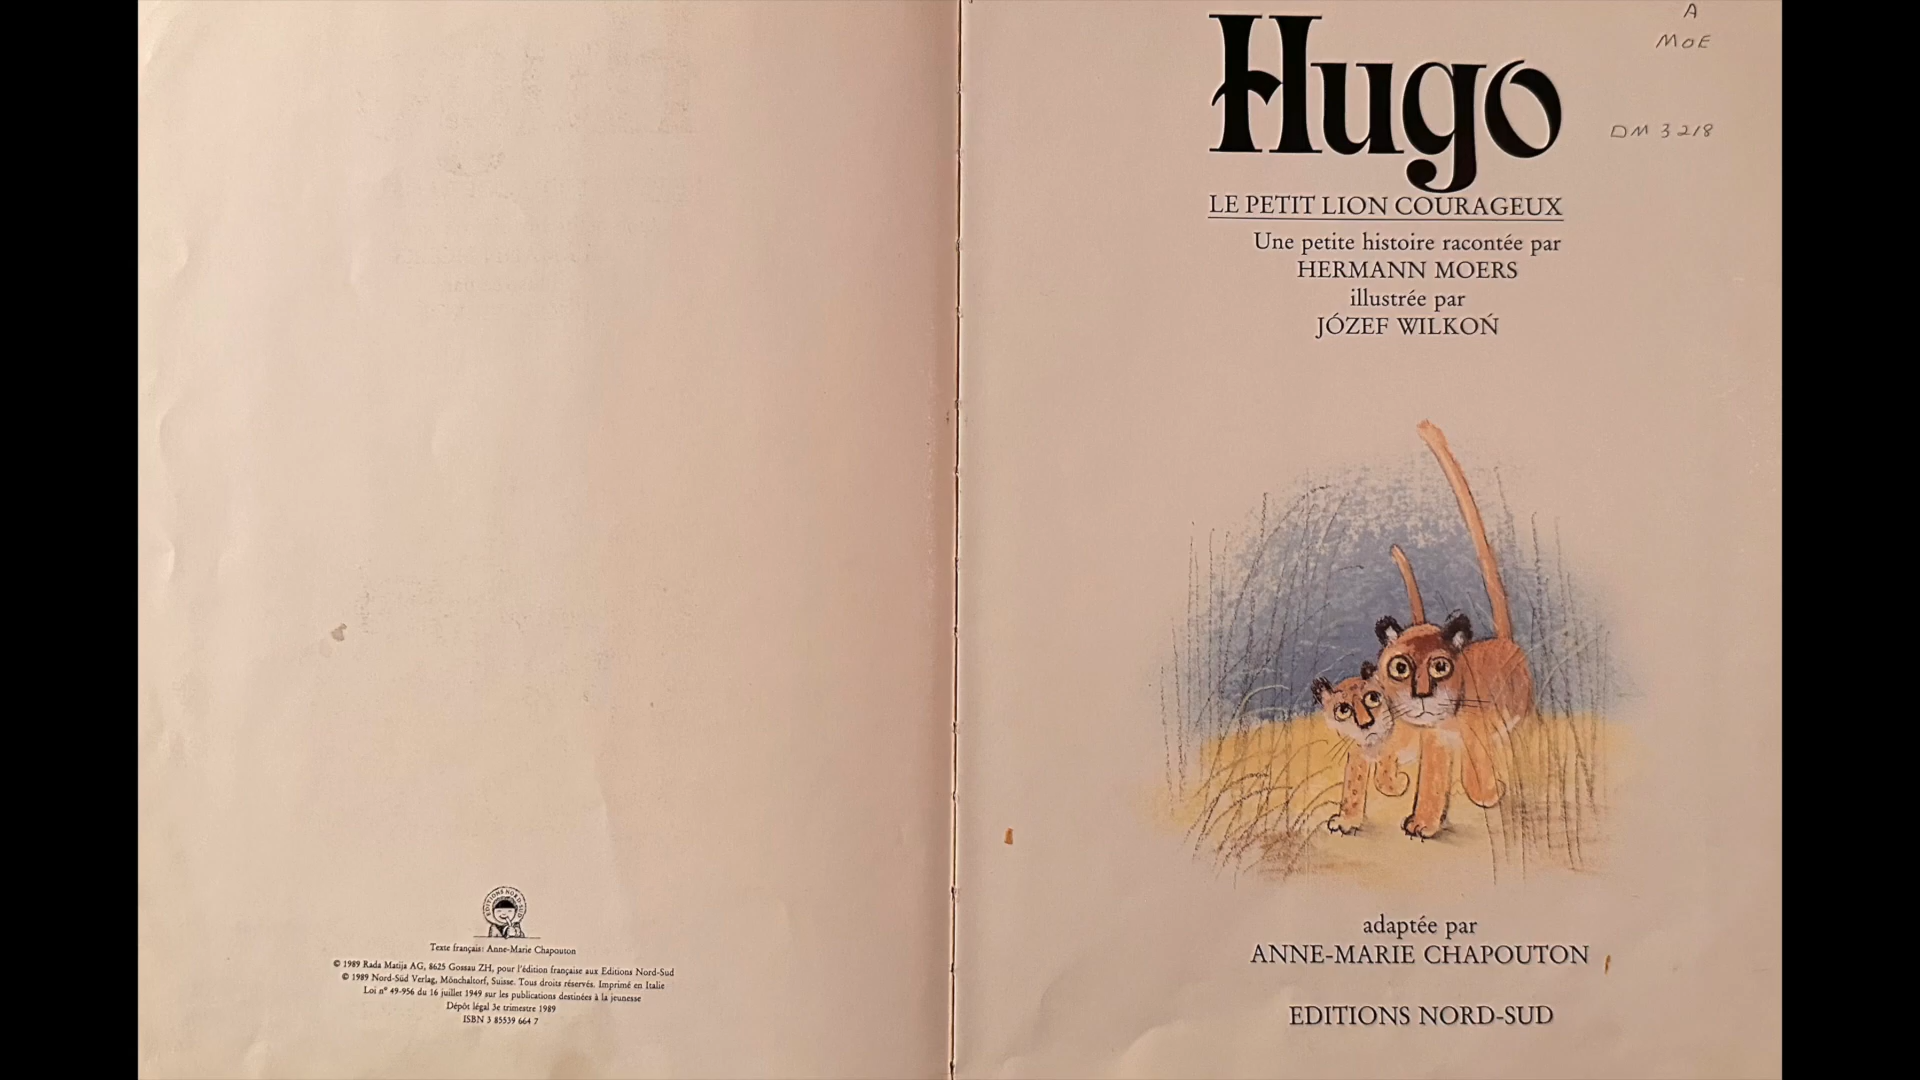 EDITIONS NORD-SUD
Texte français: Anne-Marie Chapouton
© 1989 Rada Matija AG, 8625 Gossau ZH, pour l'édition française aux Editions Nord-Sud
© 1989 Nord-Süd Verlag, Mönchaltorf, Suisse. Tous droits réservés. Imprimé en Italie
Loi n° 49-956 du 16 juillet 1949 sur les publications destinées à la jeunesse
Dépôt légal 3e trimestre 1989
ISBN 3 85539 664 7
A
MOE
Hugo
DM 3218
LE PETIT LION COURAGEUX
Une petite histoire racontée par
HERMANN MOERS
illustrée par
JÓZEF WILKOŃ
adaptée par
ANNE-MARIE CHAPOUTON
EDITIONS NORD-SUD